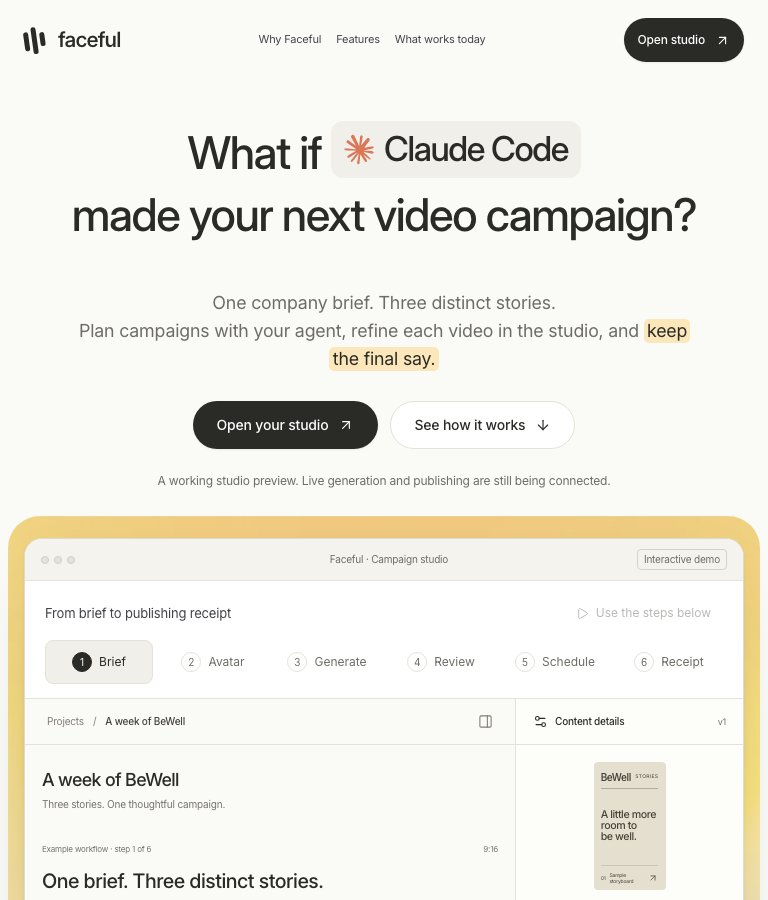 faceful
Why Faceful
Features
What works today
Open studio
What if Claude Code
made your next video campaign?
One company brief. Three distinct stories.
Plan campaigns with your agent, refine each video in the studio, and keep
the final say.
Open your studio
See how it works
A working studio preview. Live generation and publishing are still being connected.
Faceful · Campaign studio
Interactive demo
From brief to publishing receipt
Use the steps below
1 Brief
2 Avatar
3 Generate
4 Review
5 Schedule
6 Receipt
Projects / A week of BeWell
Content details
v1
A week of BeWell
Three stories. One thoughtful campaign.
Example workflow · step 1 of 6
9:16
One brief. Three distinct stories.
BeWell STORIES
A little more
room to
be well.
01 Sample
storyboard